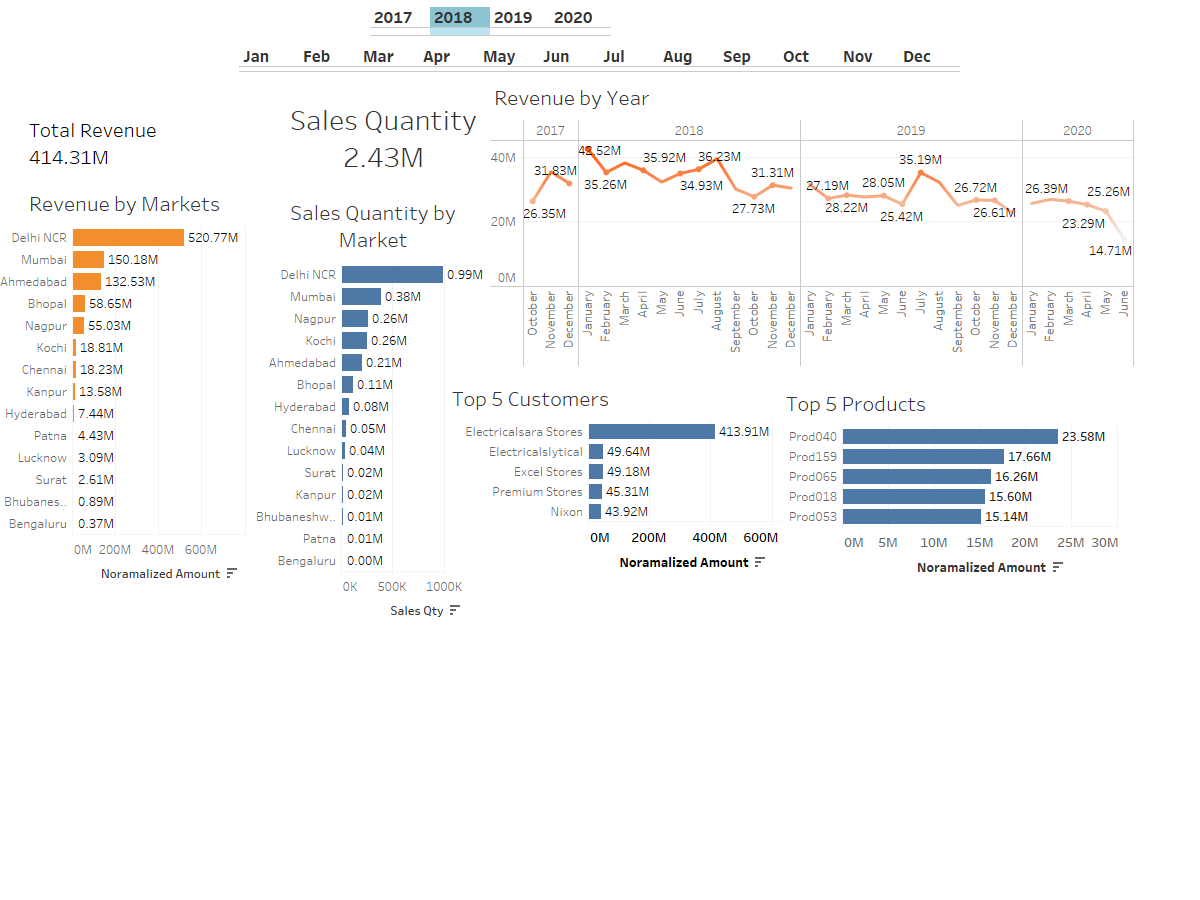 2017 2018 2019 2020
Jan Feb Mar Apr May Jun Jul Aug Sep Oct Nov Dec
Total Revenue
414.31M
Sales Quantity
2.43M
Revenue by Markets
Delhi NCR 520.77M
Mumbai 150.18M
Ahmedabad 132.53M
Bhopal 58.65M
Nagpur 55.03M
Kochi 18.81M
Chennai 18.23M
Kanpur 13.58M
Hyderabad 7.44M
Patna 4.43M
Lucknow 3.09M
Surat 2.61M
Bhubanes.. 0.89M
Bengaluru 0.37M
0M 200M 400M 600M
Noramalized Amount
Sales Quantity by
Market
Delhi NCR 0.99M
Mumbai 0.38M
Nagpur 0.26M
Kochi 0.26M
Ahmedabad 0.21M
Bhopal 0.11M
Hyderabad 0.08M
Chennai 0.05M
Lucknow 0.04M
Surat 0.02M
Kanpur 0.02M
Bhubaneshw.. 0.01M
Patna 0.01M
Bengaluru 0.00M
0K 500K 1000K
Sales Qty
Revenue by Year
2017 2018 2019 2020
40M
20M
0M
26.35M 31.83M 35.26M 35.92M 34.93M 36.23M 27.73M 31.31M
27.19M 28.22M 28.05M 25.42M 35.19M 26.72M 26.61M
26.39M 23.29M 25.26M 14.71M
October November December
January February March April May June July August September October November December
January February March April May June July August September October November December
January February March April May June
Top 5 Customers
Electricalsara Stores 413.91M
Electricalslytical 49.64M
Excel Stores 49.18M
Premium Stores 45.31M
Nixon 43.92M
0M 200M 400M 600M
Noramalized Amount
Top 5 Products
Prod040 23.58M
Prod159 17.66M
Prod065 16.26M
Prod018 15.60M
Prod053 15.14M
0M 5M 10M 15M 20M 25M 30M
Noramalized Amount